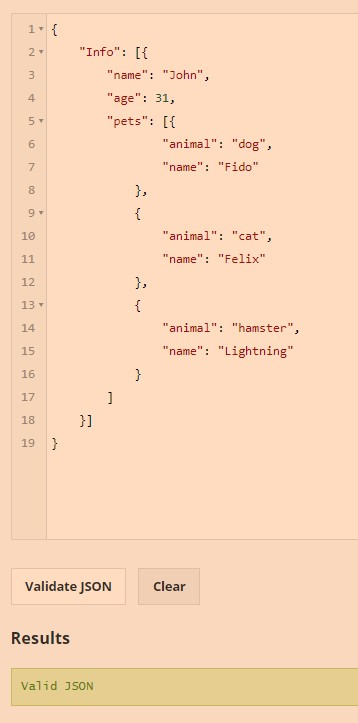 1 {
2     "Info": [{
3         "name": "John",
4         "age": 31,
5         "pets": [{
6                 "animal": "dog",
7                 "name": "Fido"
8             },
9             {
10                 "animal": "cat",
11                 "name": "Felix"
12             },
13             {
14                 "animal": "hamster",
15                 "name": "Lightning"
16             }
17         ]
18     }]
19 }
Validate JSON Clear
Results
Valid JSON